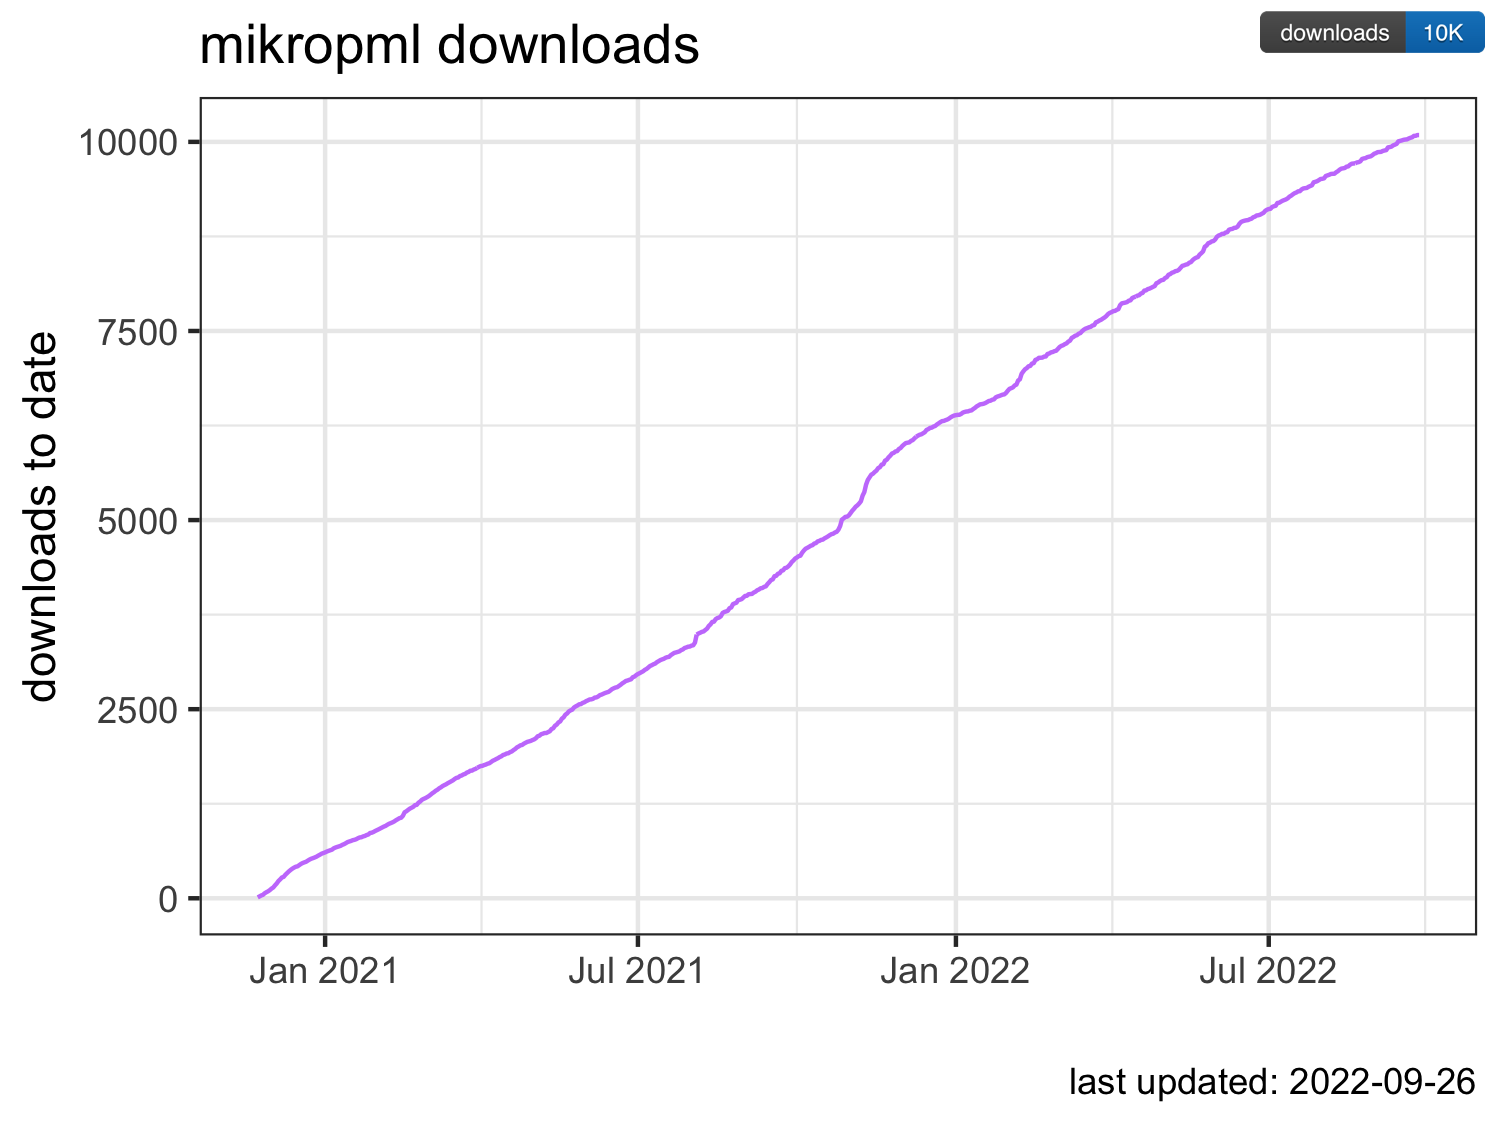 mikropml downloads
downloads 10K
downloads to date
10000
7500
5000
2500
0
Jan 2021
Jul 2021
Jan 2022
Jul 2022
last updated: 2022-09-26